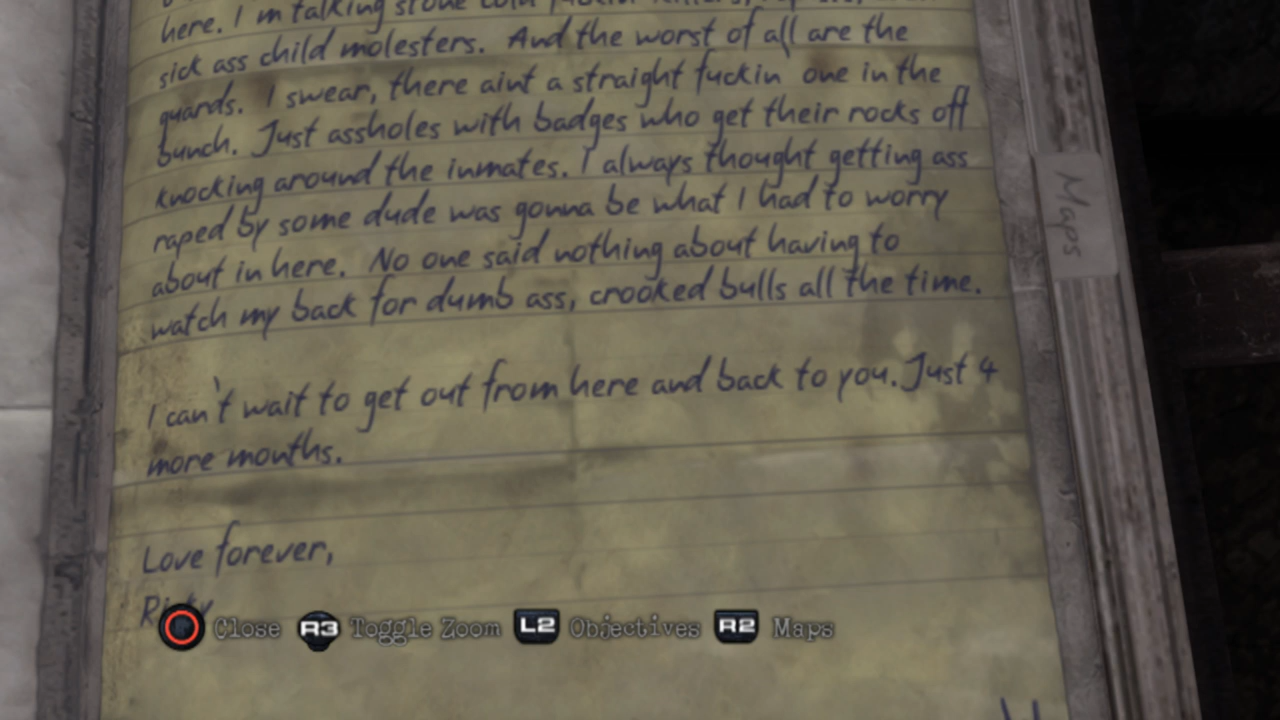 here. I'm talking stone cold fuckin killers,
sick ass child molesters. And the worst of all are the
guards. I swear, there aint a straight fuckin' one in the
bunch. Just assholes with badges who get their rocks off
knocking around the inmates. I always thought getting ass
raped by some dude was gonna be what I had to worry
about in here. No one said nothing about having to
watch my back for dumb ass, crooked bulls all the time.
I can't wait to get out from here and back to you. Just 4
more months.
Love forever,
Close R3 Toggle Zoom L2 Objectives R2 Maps
Maps